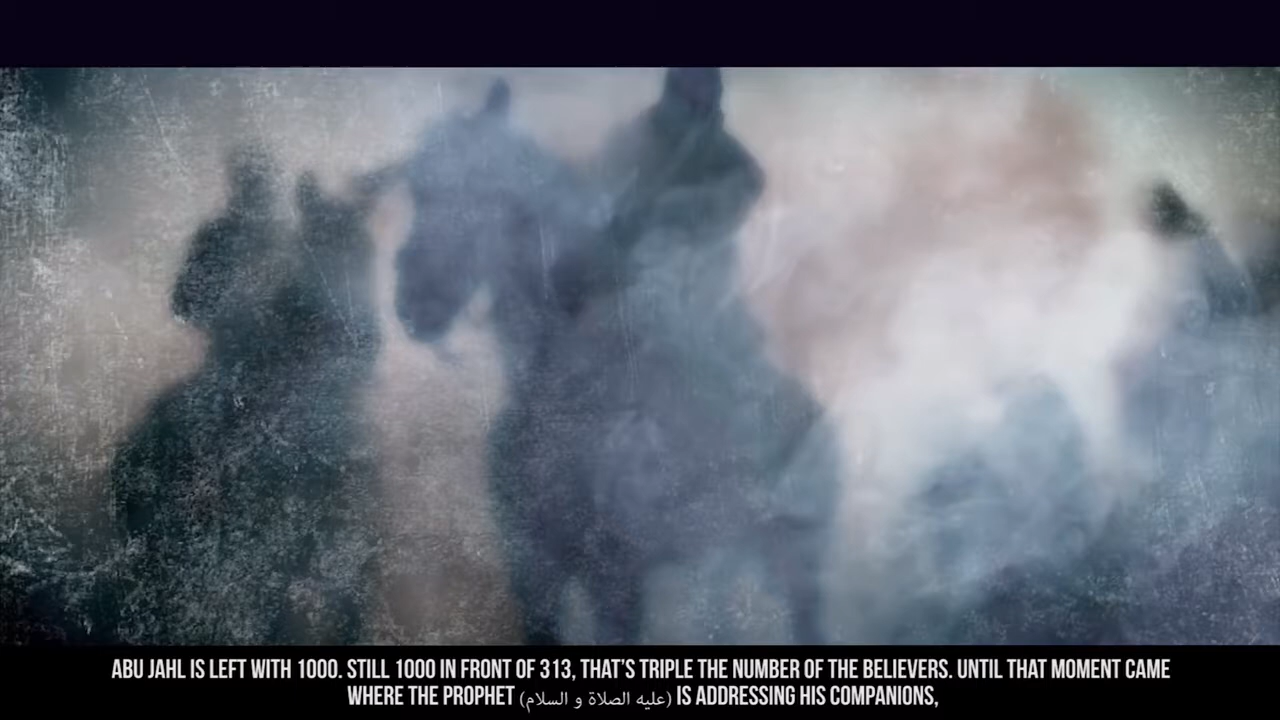 ABU JAHL IS LEFT WITH 1000. STILL 1000 IN FRONT OF 313, THAT'S TRIPLE THE NUMBER OF THE BELIEVERS. UNTIL THAT MOMENT CAME
WHERE THE PROPHET (عليه الصلاة و السلام) IS ADDRESSING HIS COMPANIONS,